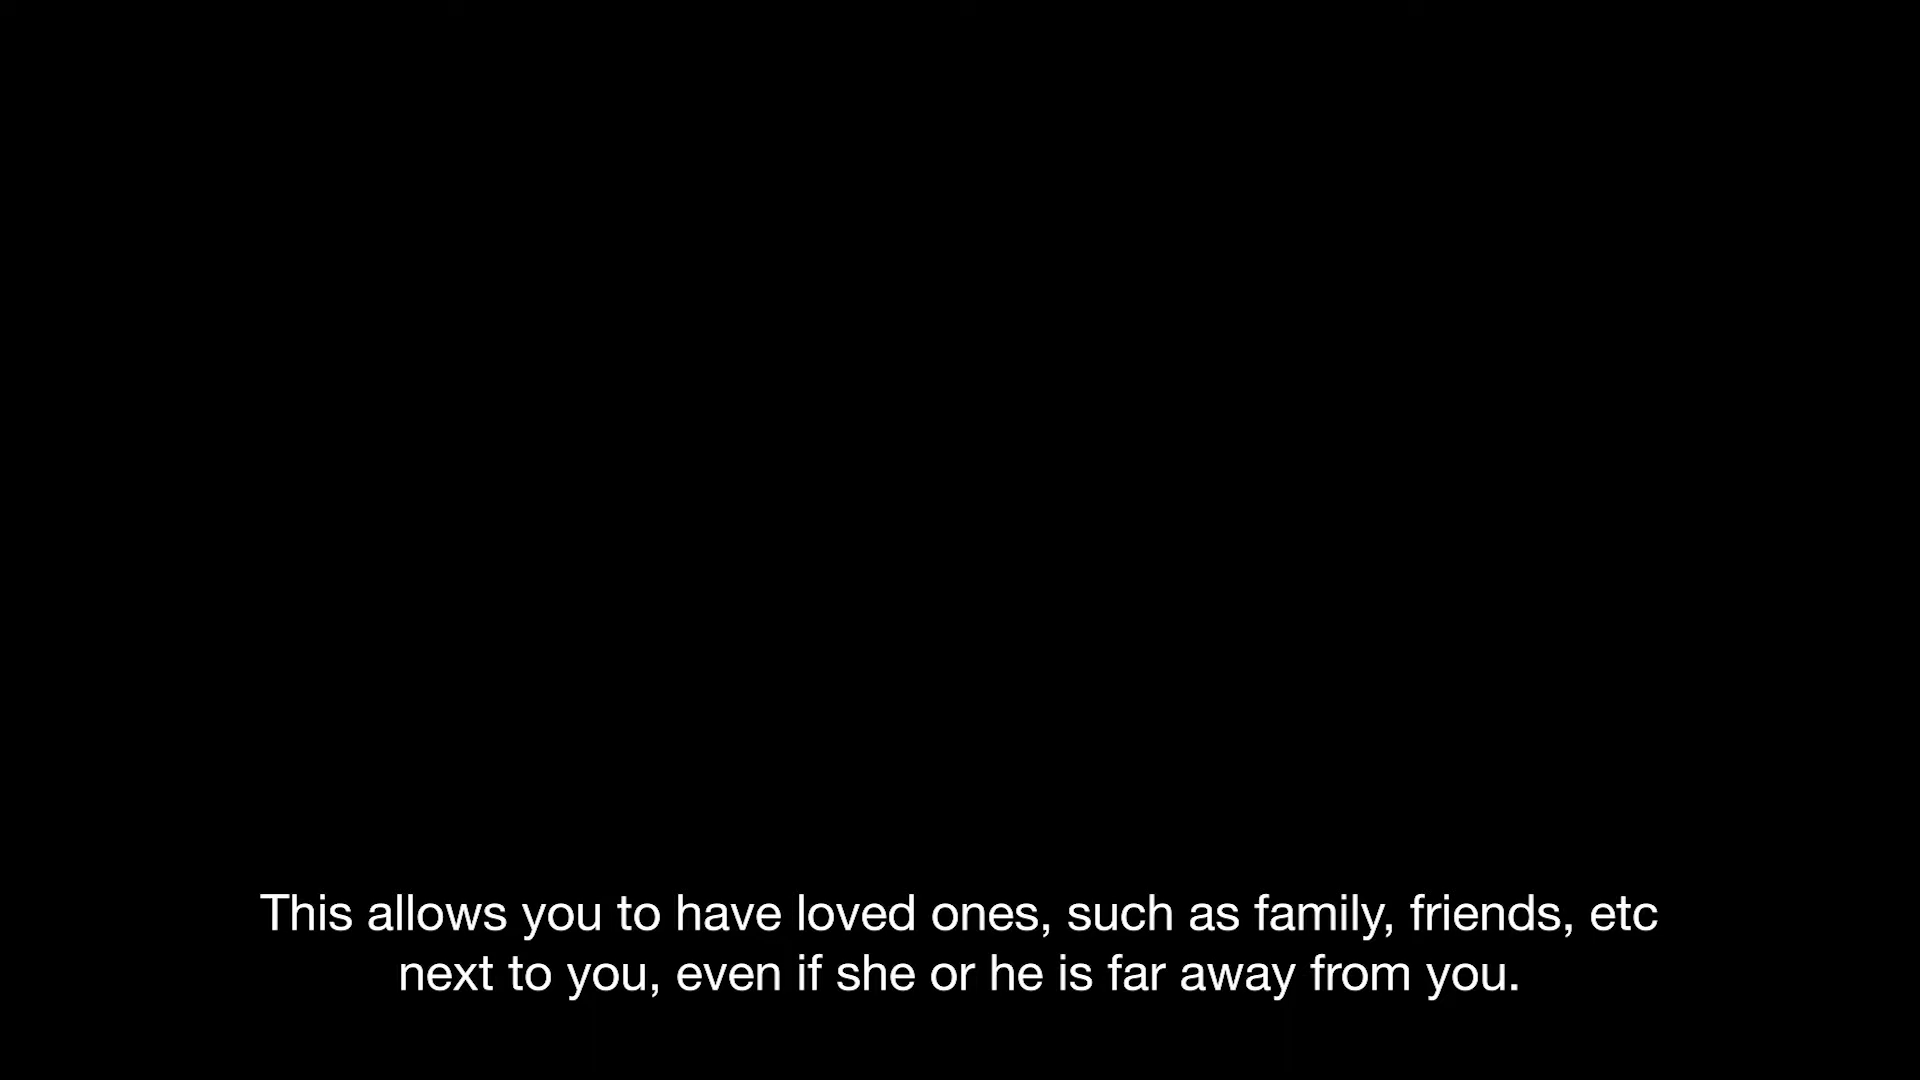 This allows you to have loved ones, such as family, friends, etc
next to you, even if she or he is far away from you.